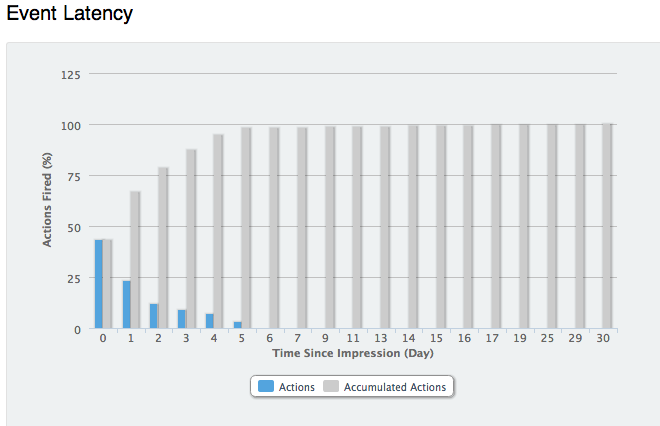 Event Latency
125
100
75
50
25
0
Actions Fired (%)
0 1 2 3 4 5 6 7 9 11 13 14 15 16 17 19 25 29 30
Time Since Impression (Day)
Actions Accumulated Actions